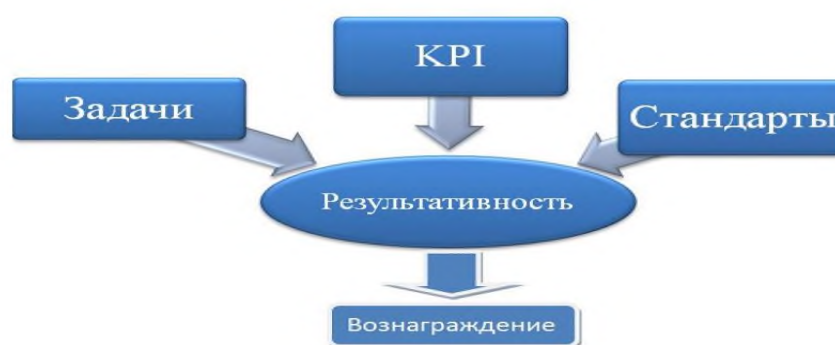 KPI
Задачи
Стандарты
Результативность
Вознаграждение